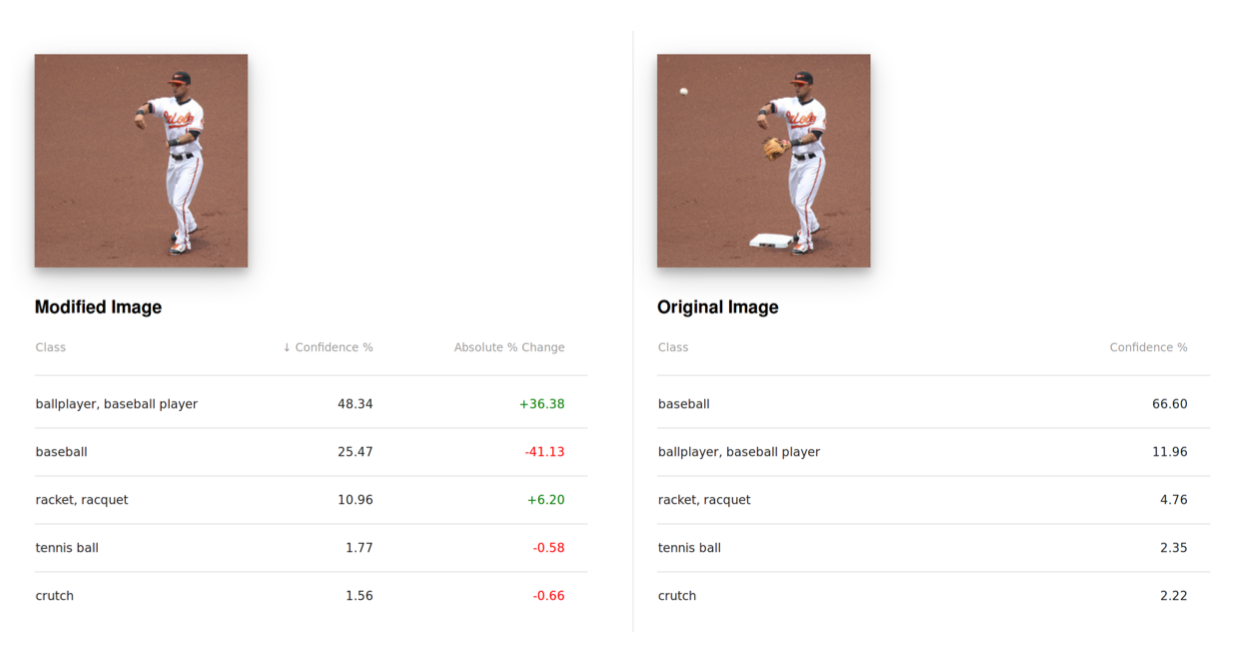 Modified Image
Class ↓ Confidence % Absolute % Change
ballplayer, baseball player 48.34 +36.38
baseball 25.47 -41.13
racket, racquet 10.96 +6.20
tennis ball 1.77 -0.58
crutch 1.56 -0.66
Original Image
Class Confidence %
baseball 66.60
ballplayer, baseball player 11.96
racket, racquet 4.76
tennis ball 2.35
crutch 2.22